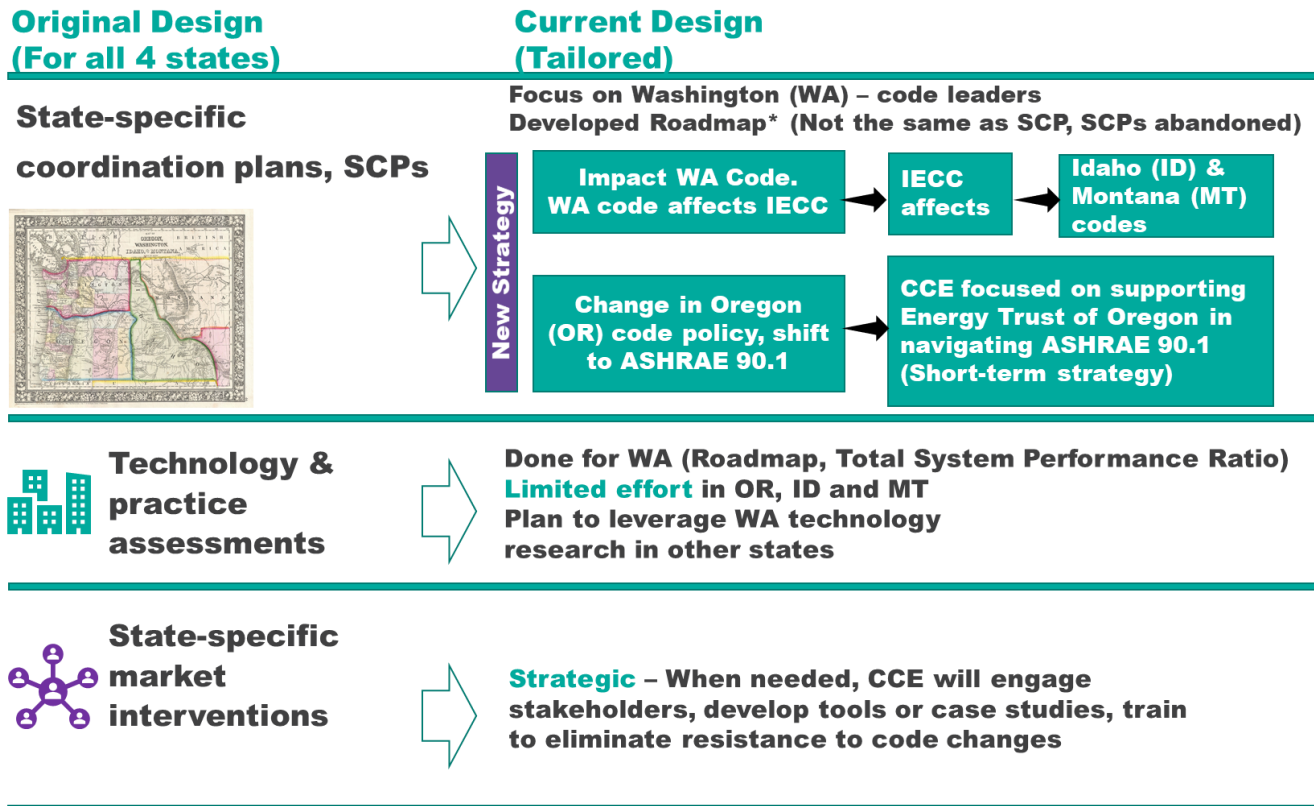 Original Design
(For all 4 states)
Current Design
(Tailored)
State-specific
coordination plans, SCPs
Focus on Washington (WA) – code leaders
Developed Roadmap* (Not the same as SCP, SCPs abandoned)
New Strategy
Impact WA Code.
WA code affects IECC
IECC
affects
Idaho (ID) &
Montana (MT)
codes
Change in Oregon
(OR) code policy, shift
to ASHRAE 90.1
CCE focused on supporting
Energy Trust of Oregon in
navigating ASHRAE 90.1
(Short-term strategy)
Technology &
practice
assessments
Done for WA (Roadmap, Total System Performance Ratio)
Limited effort in OR, ID and MT
Plan to leverage WA technology
research in other states
State-specific
market
interventions
Strategic – When needed, CCE will engage
stakeholders, develop tools or case studies, train
to eliminate resistance to code changes